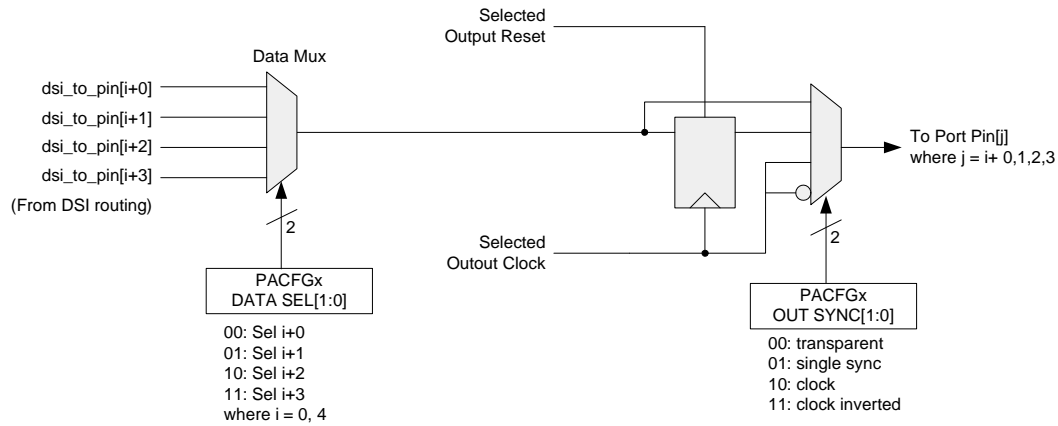 Selected
Output Reset
Data Mux
dsi_to_pin[i+0]
dsi_to_pin[i+1]
dsi_to_pin[i+2]
dsi_to_pin[i+3]
(From DSI routing)
To Port Pin[j]
where j = i+ 0,1,2,3
2
2
Selected
Outout Clock
PACFGx
DATA SEL[1:0]
00: Sel i+0
01: Sel i+1
10: Sel i+2
11: Sel i+3
where i = 0, 4
PACFGx
OUT SYNC[1:0]
00: transparent
01: single sync
10: clock
11: clock inverted